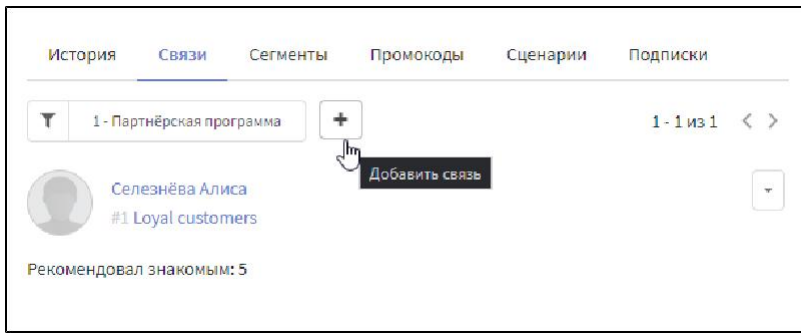 История Связи Сегменты Промокоды Сценарии Подписки
1 - Партнёрская программа + 1 - 1 из 1 < >
Добавить связь
Селезнёва Алиса
#1 Loyal customers
Рекомендовал знакомым: 5